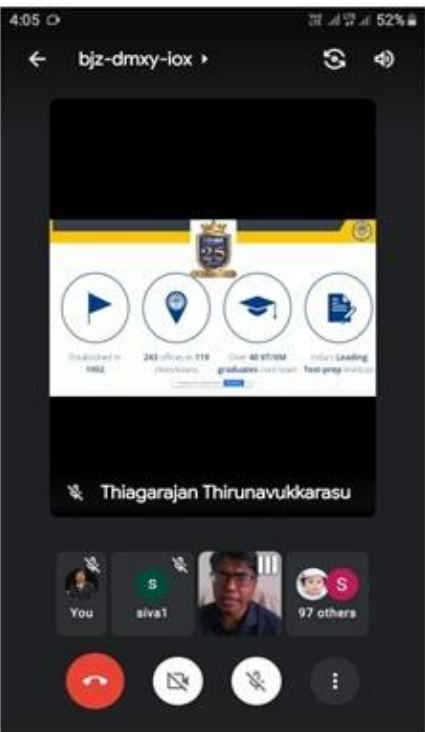 4:05 52%
bjz-dmxy-iox
25
Established in
1992
243 offices in 119
cities/towns
Over 40 IIT/IIM
graduates core team
India's Leading
Test prep
Thiagarajan Thirunavukkarasu
S
S
You
siva1
97 others